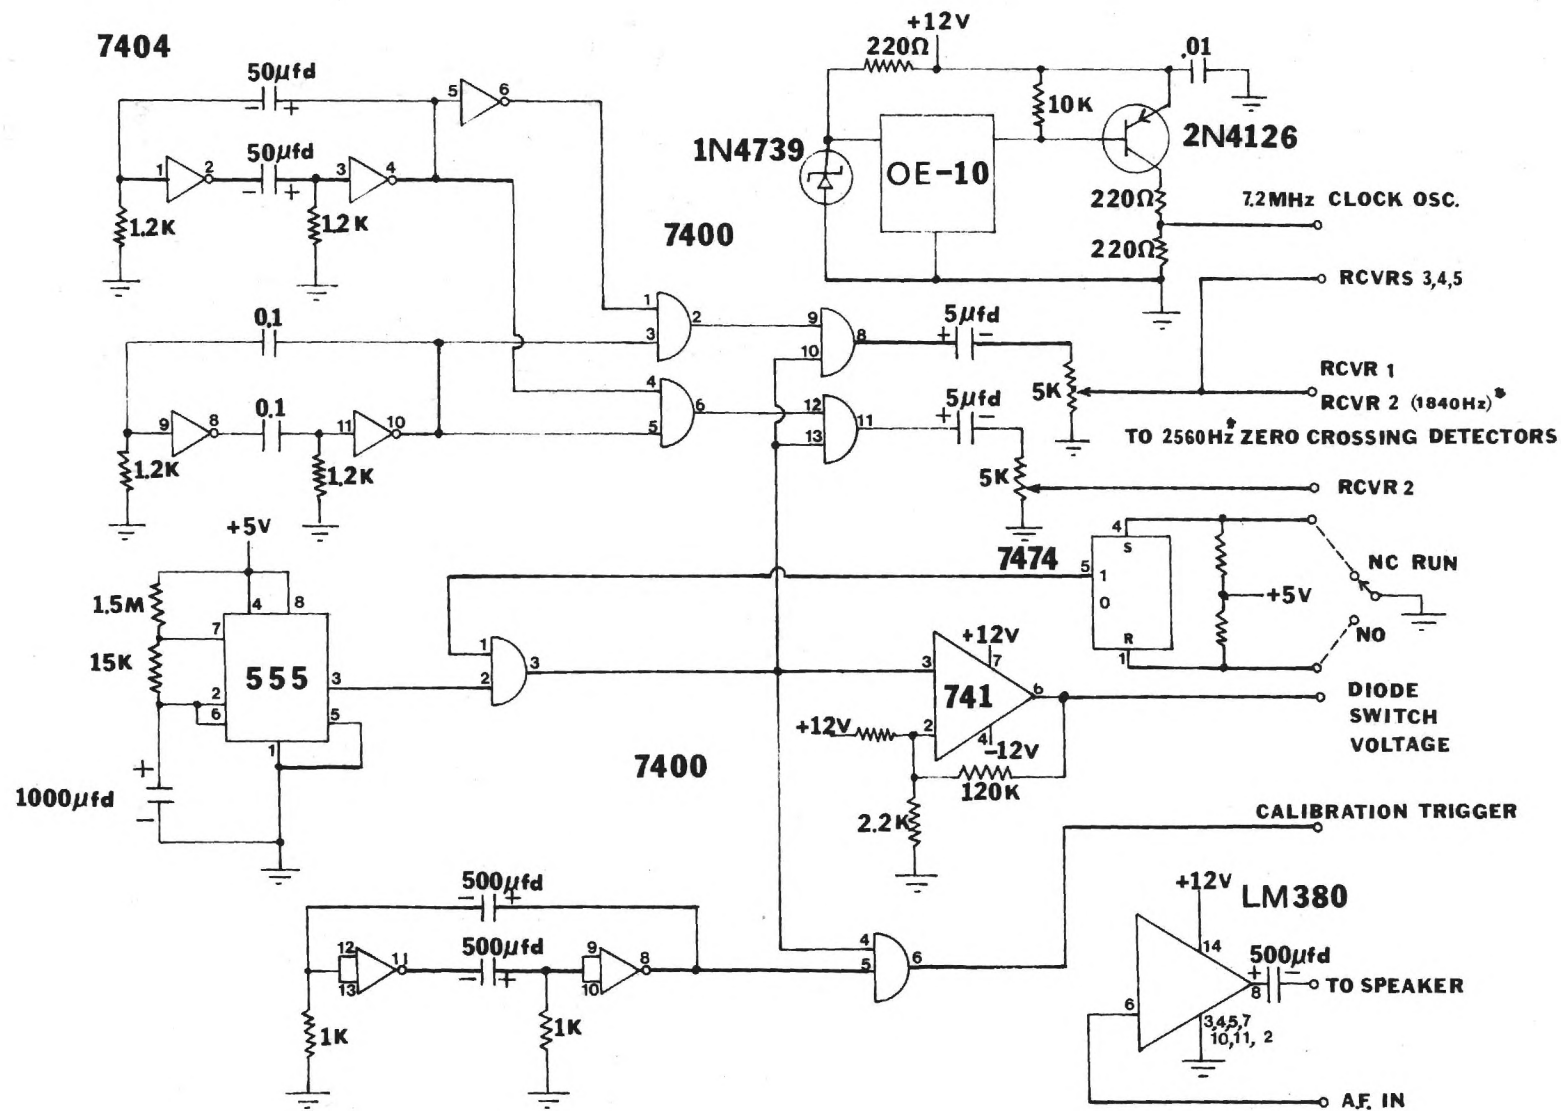 7404
50µfd
− +
5 6
50µfd
1 2 − + 3 4
1.2K
1.2K
+12V
220Ω
.01
10K
1N4739
OE-10
2N4126
220Ω
220Ω
7.2MHz CLOCK OSC.
RCVRS 3,4,5
7400
1
2
3
9
8
10
5µfd
+ −
5K
RCVR 1
RCVR 2 (1840Hz)*
TO 2560Hz* ZERO CROSSING DETECTORS
0.1
0.1
9 8
11 10
1.2K
1.2K
4
6
5
12
11
13
5µfd
+ −
5K
RCVR 2
+5V
1.5M
15K
4 8
7
555
2
6
3
5
1
+
1000µfd
−
1
2
3
7474
4
S
5 1
0
R
1
+5V
NC RUN
NO
+12V
3
7
741
6
2
4
−12V
+12V
120K
2.2K
DIODE
SWITCH
VOLTAGE
7400
CALIBRATION TRIGGER
500µfd
− +
12
13
11
500µfd
− +
9
10
8
1K
1K
4
5
6
+12V
LM380
14
500µfd
+ −
8
TO SPEAKER
6
3,4,5,7
10,11, 2
A.F. IN